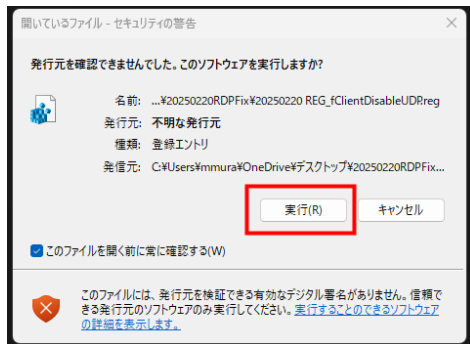 開いているファイル - セキュリティの警告
発行元を確認できませんでした。このソフトウェアを実行しますか?
名前: ...¥20250220RDPFix¥20250220 REG_fClientDisableUDP.reg
発行元: 不明な発行元
種類: 登録エントリ
発信元: C:¥Users¥mmura¥OneDrive¥デスクトップ¥20250220RDPFix...
実行(R)
キャンセル
このファイルを開く前に常に確認する(W)
このファイルには、発行元を検証できる有効なデジタル署名がありません。信頼で
きる発行元のソフトウェアのみ実行してください。実行することのできるソフトウェア
の詳細を表示します。